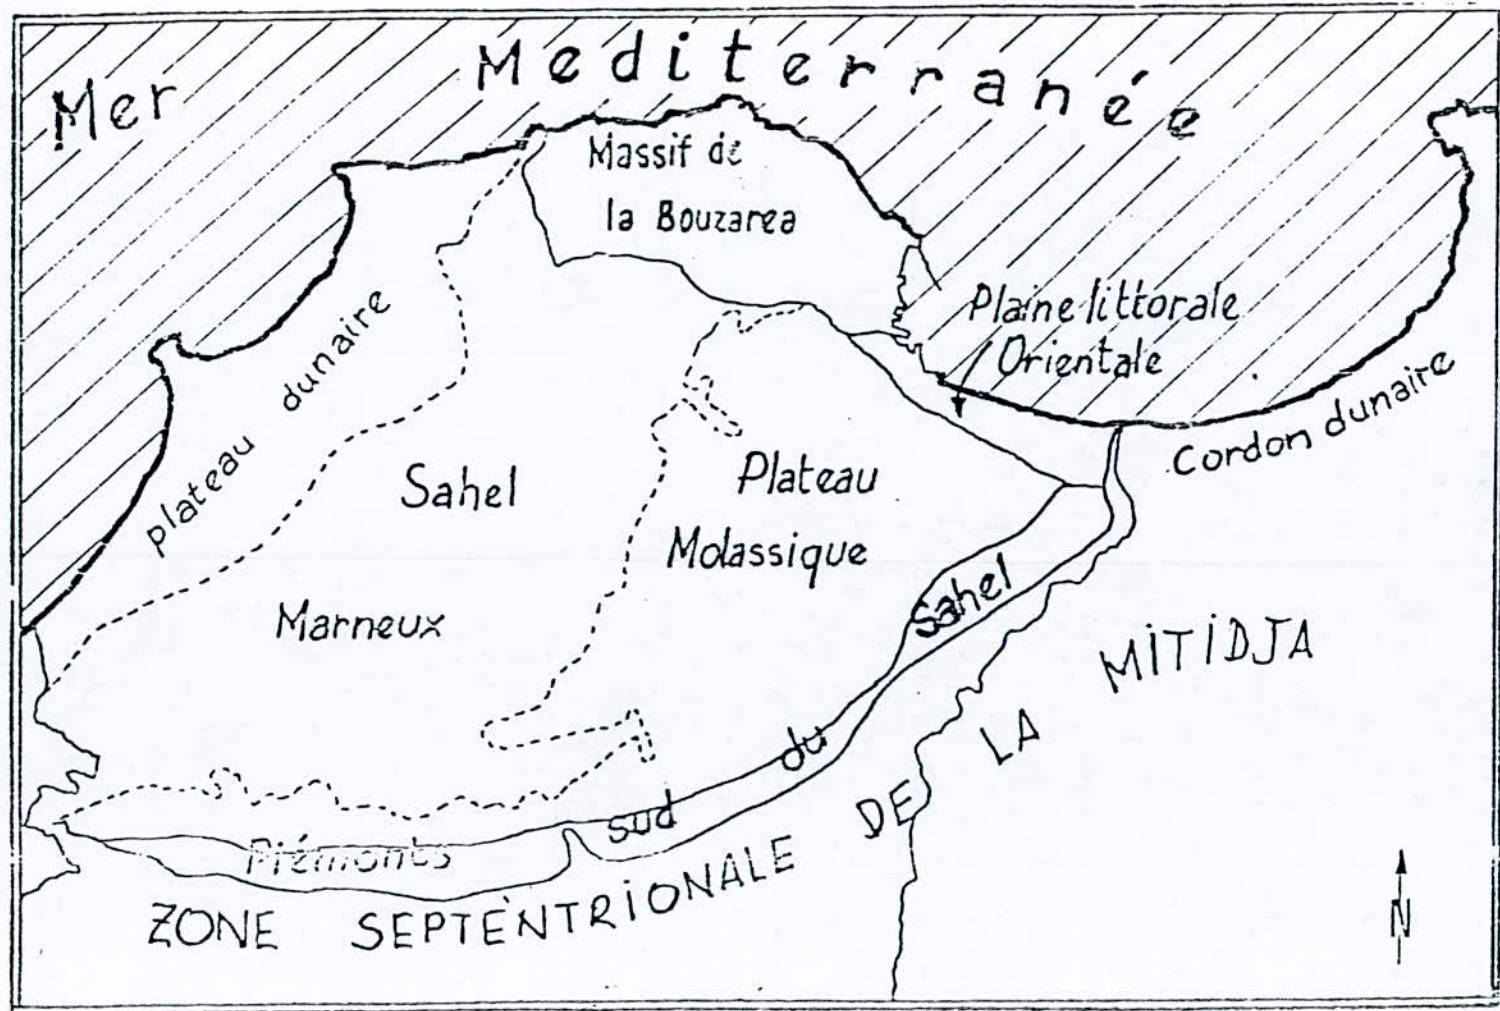 Mer Mediterranée
Massif de
la Bouzarea
Plaine littorale
Orientale
plateau dunaire
Cordon dunaire
Sahel
Marneux
Plateau
Molassique
Piémonts sud du Sahel
ZONE SEPTENTRIONALE DE LA MITIDJA
N